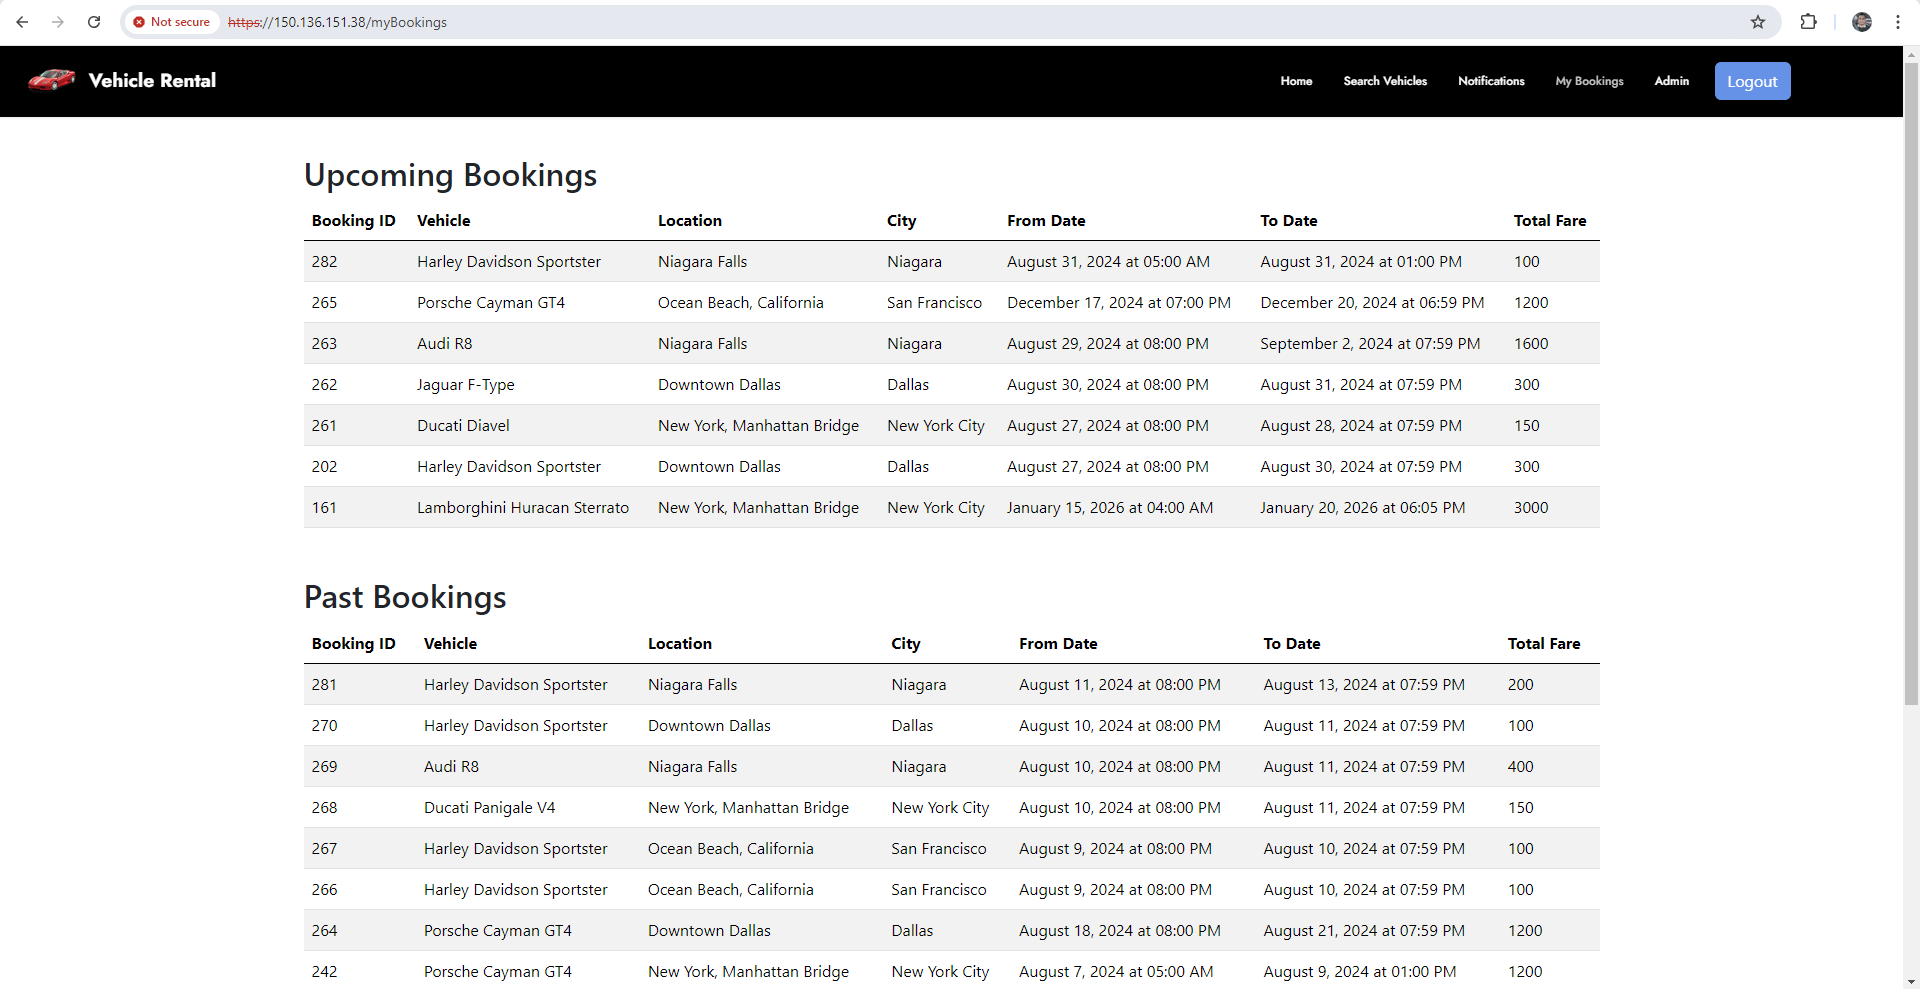 Not secure https://150.136.151.38/myBookings
Vehicle Rental Home Search Vehicles Notifications My Bookings Admin Logout
Upcoming Bookings
Booking ID Vehicle Location City From Date To Date Total Fare
282 Harley Davidson Sportster Niagara Falls Niagara August 31, 2024 at 05:00 AM August 31, 2024 at 01:00 PM 100
265 Porsche Cayman GT4 Ocean Beach, California San Francisco December 17, 2024 at 07:00 PM December 20, 2024 at 06:59 PM 1200
263 Audi R8 Niagara Falls Niagara August 29, 2024 at 08:00 PM September 2, 2024 at 07:59 PM 1600
262 Jaguar F-Type Downtown Dallas Dallas August 30, 2024 at 08:00 PM August 31, 2024 at 07:59 PM 300
261 Ducati Diavel New York, Manhattan Bridge New York City August 27, 2024 at 08:00 PM August 28, 2024 at 07:59 PM 150
202 Harley Davidson Sportster Downtown Dallas Dallas August 27, 2024 at 08:00 PM August 30, 2024 at 07:59 PM 300
161 Lamborghini Huracan Sterrato New York, Manhattan Bridge New York City January 15, 2026 at 04:00 AM January 20, 2026 at 06:05 PM 3000
Past Bookings
Booking ID Vehicle Location City From Date To Date Total Fare
281 Harley Davidson Sportster Niagara Falls Niagara August 11, 2024 at 08:00 PM August 13, 2024 at 07:59 PM 200
270 Harley Davidson Sportster Downtown Dallas Dallas August 10, 2024 at 08:00 PM August 11, 2024 at 07:59 PM 100
269 Audi R8 Niagara Falls Niagara August 10, 2024 at 08:00 PM August 11, 2024 at 07:59 PM 400
268 Ducati Panigale V4 New York, Manhattan Bridge New York City August 10, 2024 at 08:00 PM August 11, 2024 at 07:59 PM 150
267 Harley Davidson Sportster Ocean Beach, California San Francisco August 9, 2024 at 08:00 PM August 10, 2024 at 07:59 PM 100
266 Harley Davidson Sportster Ocean Beach, California San Francisco August 9, 2024 at 08:00 PM August 10, 2024 at 07:59 PM 100
264 Porsche Cayman GT4 Downtown Dallas Dallas August 18, 2024 at 08:00 PM August 21, 2024 at 07:59 PM 1200
242 Porsche Cayman GT4 New York, Manhattan Bridge New York City August 7, 2024 at 05:00 AM August 9, 2024 at 01:00 PM 1200